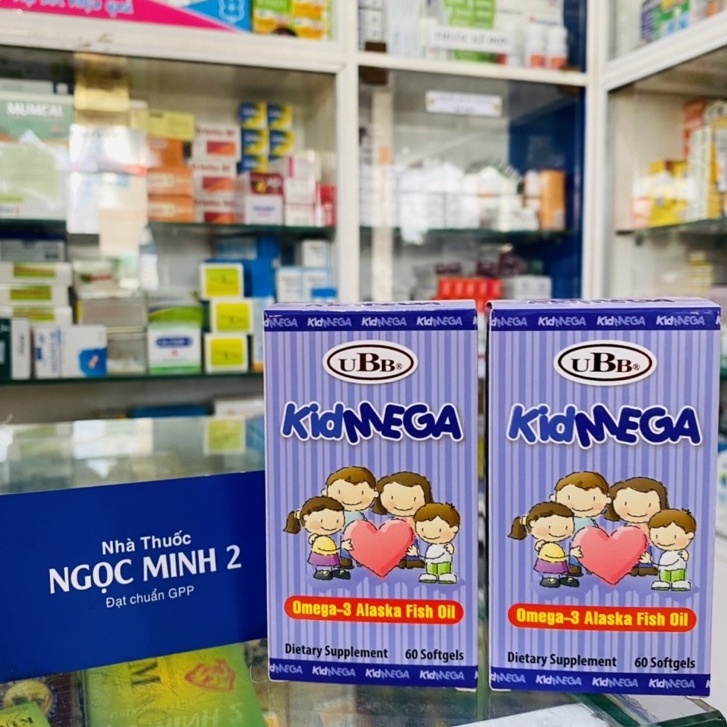 MUMCAL
KidMEGA KidMEGA KidMEGA KidMEGA
UBB®
KidMEGA
Omega-3 Alaska Fish Oil
Dietary Supplement 60 Softgels
KidMEGA KidMEGA KidMEGA
KidMEGA KidMEGA KidMEGA KidMEGA
UBB®
KidMEGA
Omega-3 Alaska Fish Oil
Dietary Supplement 60 Softgels
KidMEGA KidMEGA KidMEGA KidMEGA
Nhà Thuốc
NGỌC MINH 2
Đạt chuẩn GPP